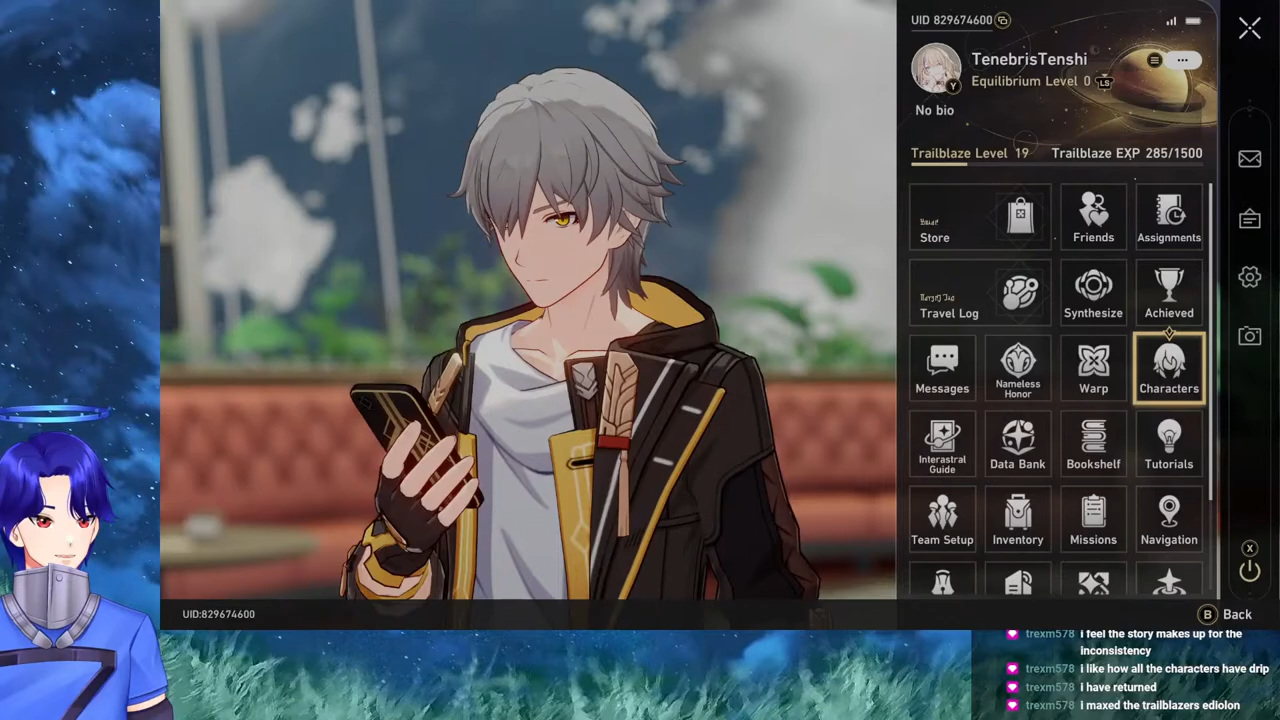 UID 829674600
TenebrisTenshi
Equilibrium Level 0
LS
Y
No bio
Trailblaze Level 19 Trailblaze EXP 285/1500
Store
Friends
Assignments
Travel Log
Synthesize
Achieved
Messages
Nameless
Honor
Warp
Characters
Interastral
Guide
Data Bank
Bookshelf
Tutorials
Team Setup
Inventory
Missions
Navigation
X
UID:829674600
B Back
trexm578 i feel the story makes up for the
inconsistency
trexm578 i like how all the characters have drip
trexm578 i have returned
trexm578 i maxed the trailblazers ediolon